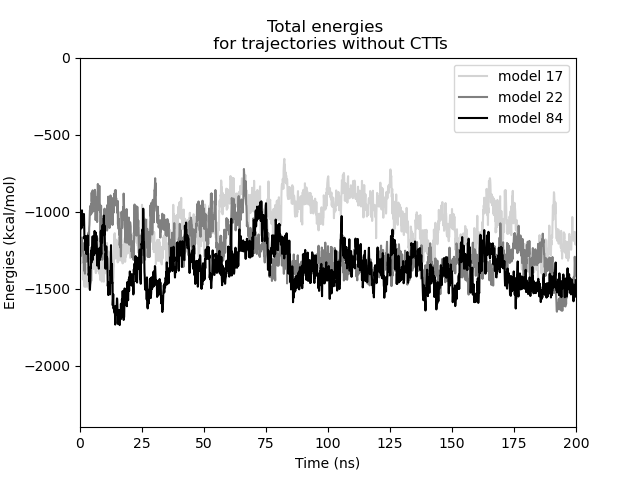 Total energies
for trajectories without CTTs
model 17
model 22
model 84
Energies (kcal/mol)
0
−500
−1000
−1500
−2000
0 25 50 75 100 125 150 175 200
Time (ns)